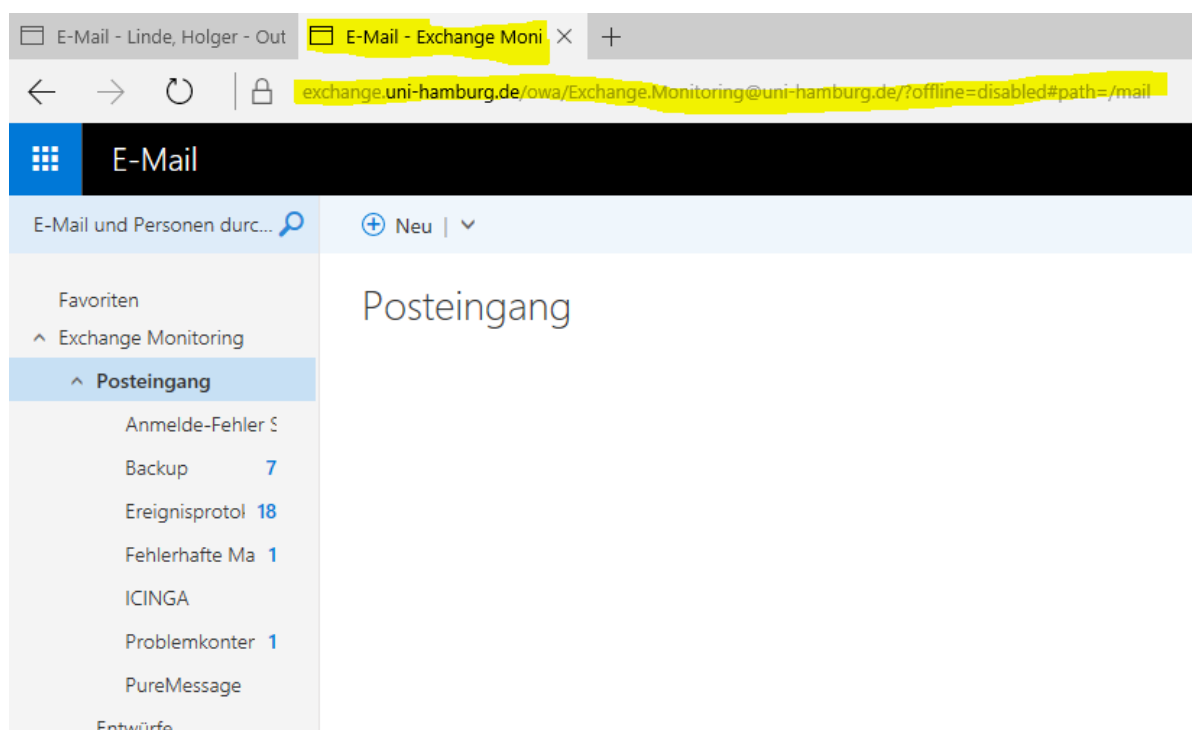 E-Mail - Linde, Holger - Out
E-Mail - Exchange Moni
exchange.uni-hamburg.de/owa/Exchange.Monitoring@uni-hamburg.de/?offline=disabled#path=/mail
E-Mail
E-Mail und Personen durc...
Neu
Favoriten
Exchange Monitoring
Posteingang
Posteingang
Anmelde-Fehler S
Backup 7
Ereignisprotok 18
Fehlerhafte Ma 1
ICINGA
Problemkonter 1
PureMessage
Entwürfe